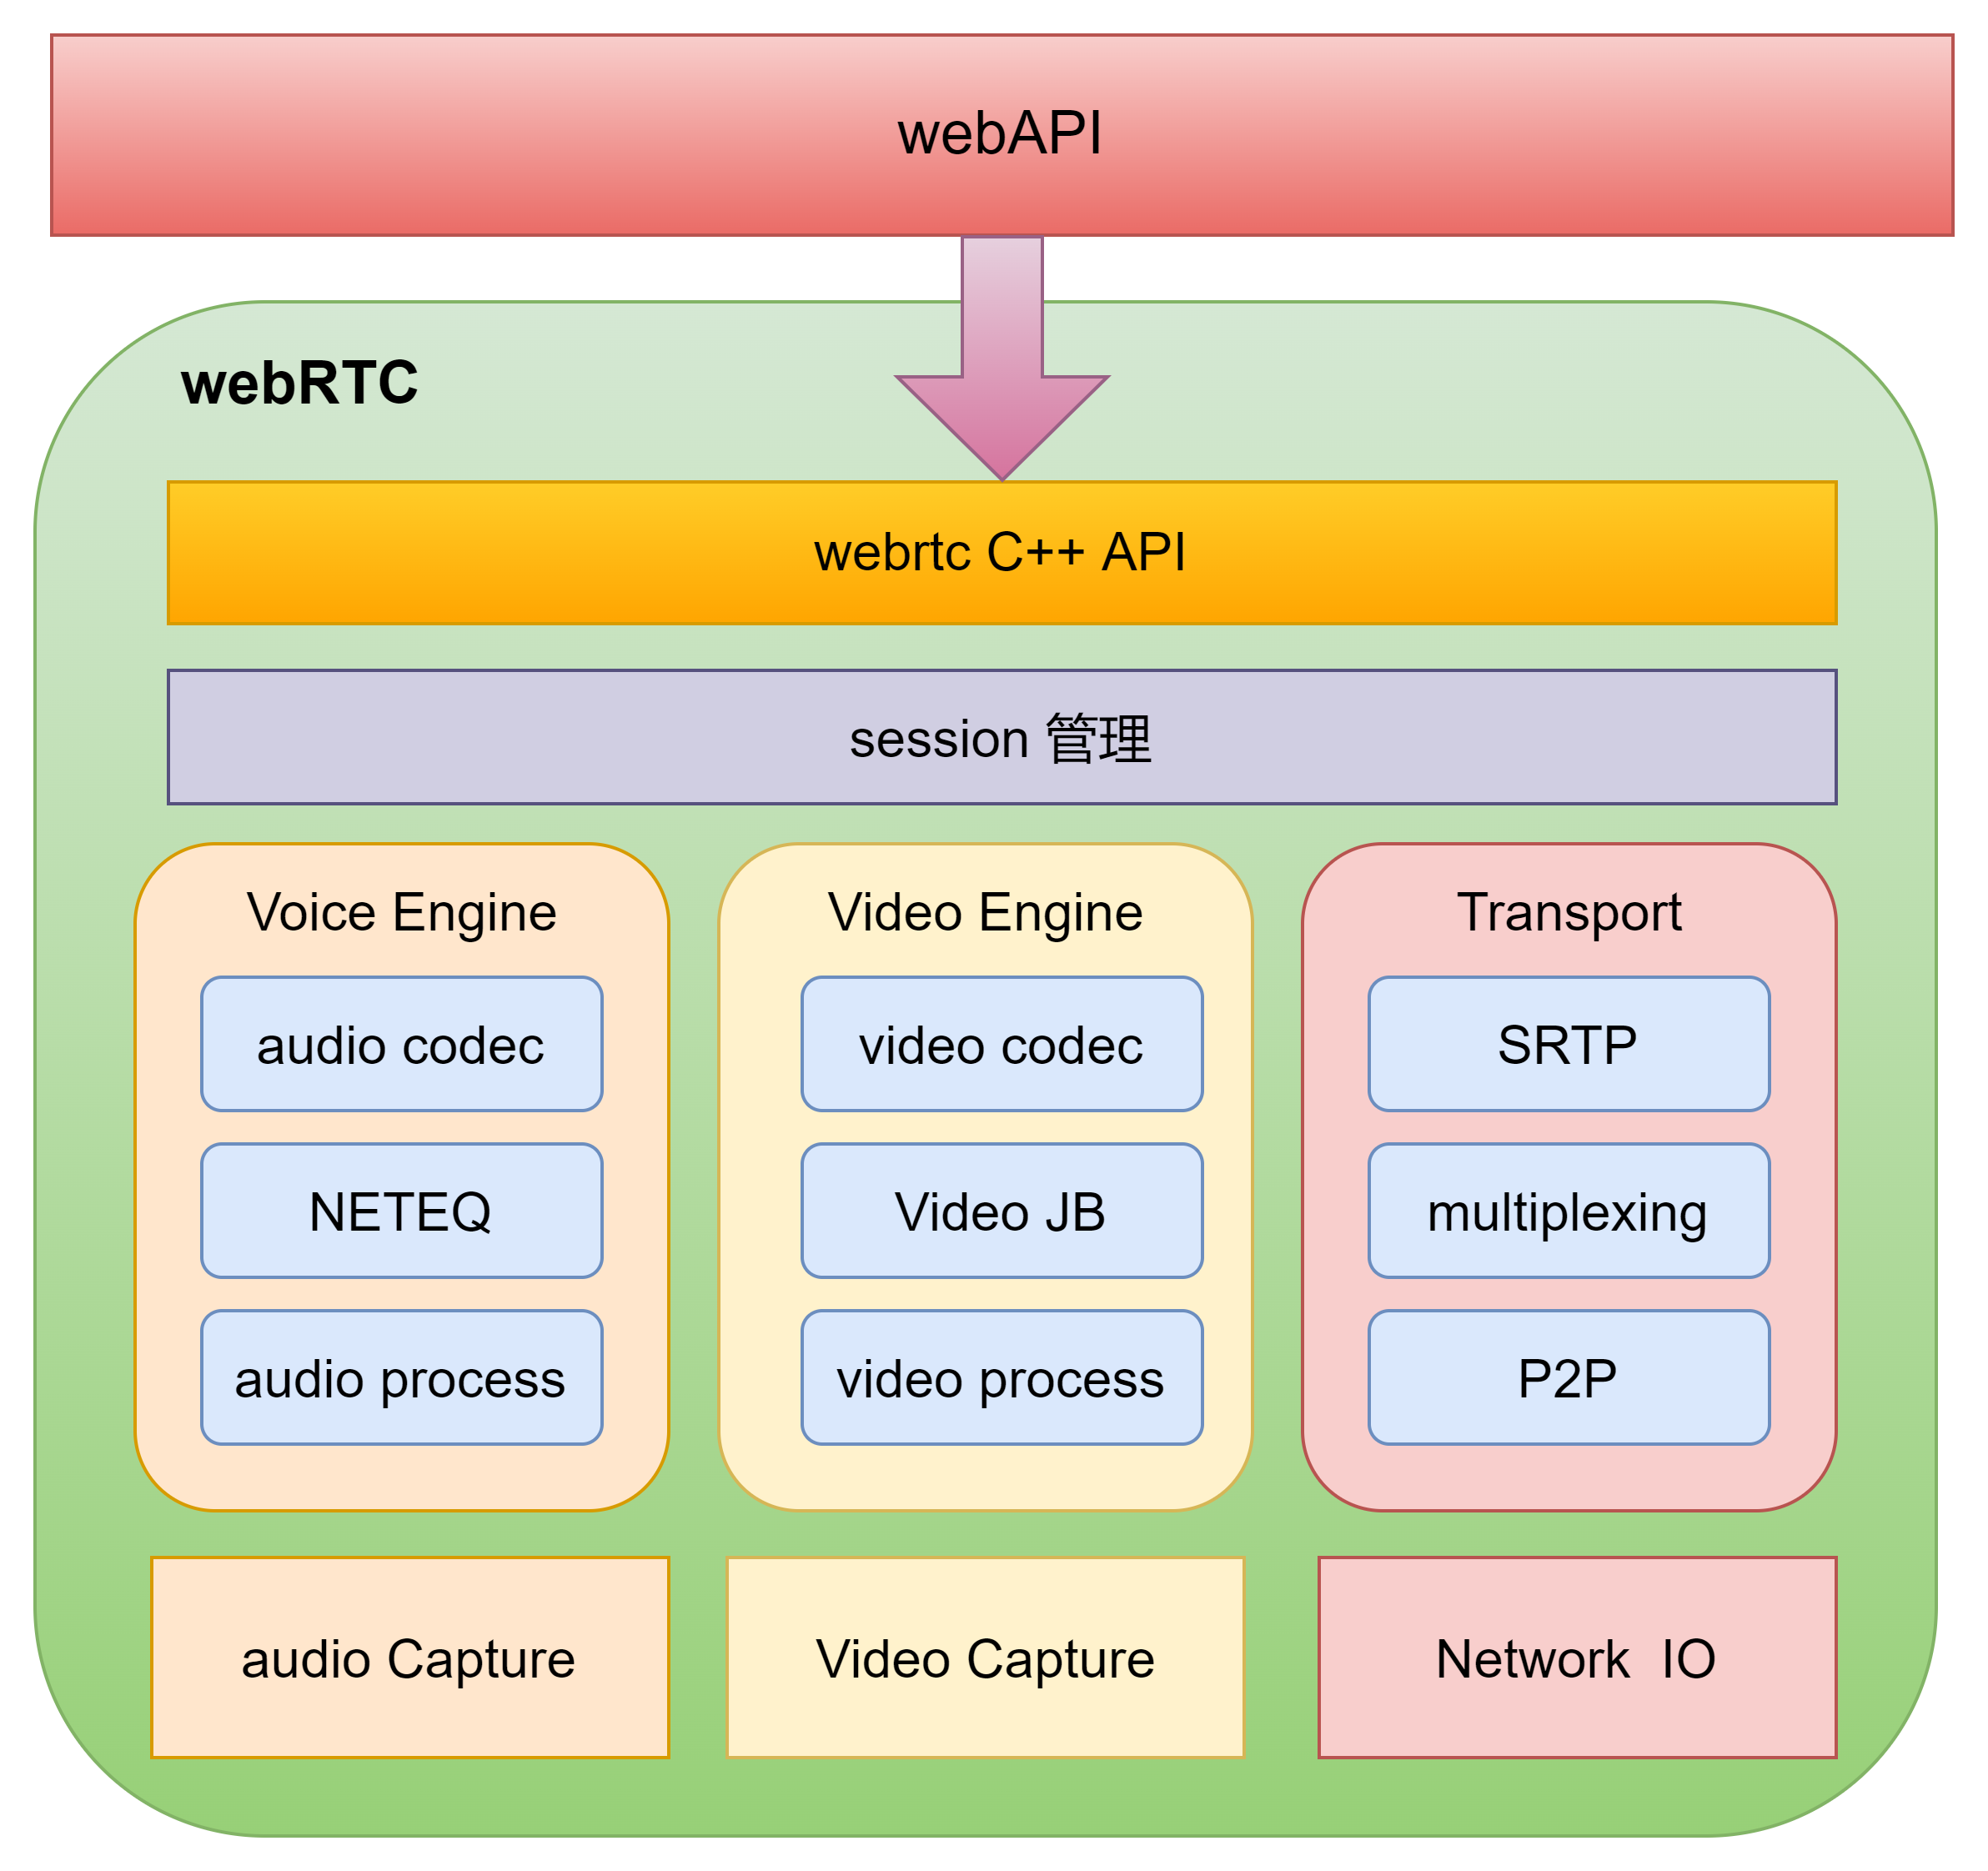 webAPI
webRTC
webrtc C++ API
session 管理
Voice Engine
audio codec
NETEQ
audio process
Video Engine
video codec
Video JB
video process
Transport
SRTP
multiplexing
P2P
audio Capture
Video Capture
Network  IO